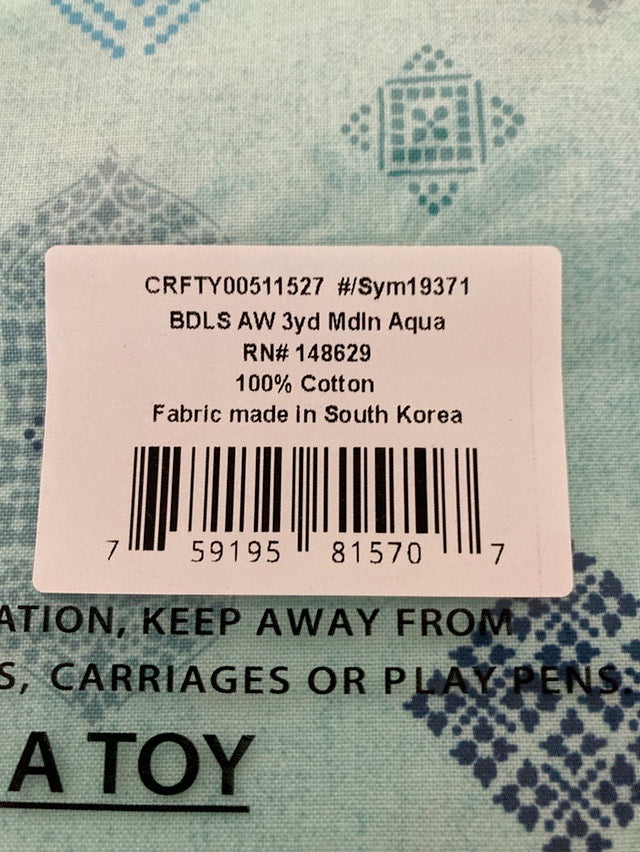 CRFTY00511527 #/Sym19371
BDLS AW 3yd Mdln Aqua
RN# 148629
100% Cotton
Fabric made in South Korea
7 59195 81570 7
ATION, KEEP AWAY FROM
S, CARRIAGES OR PLAY PENS.
A TOY